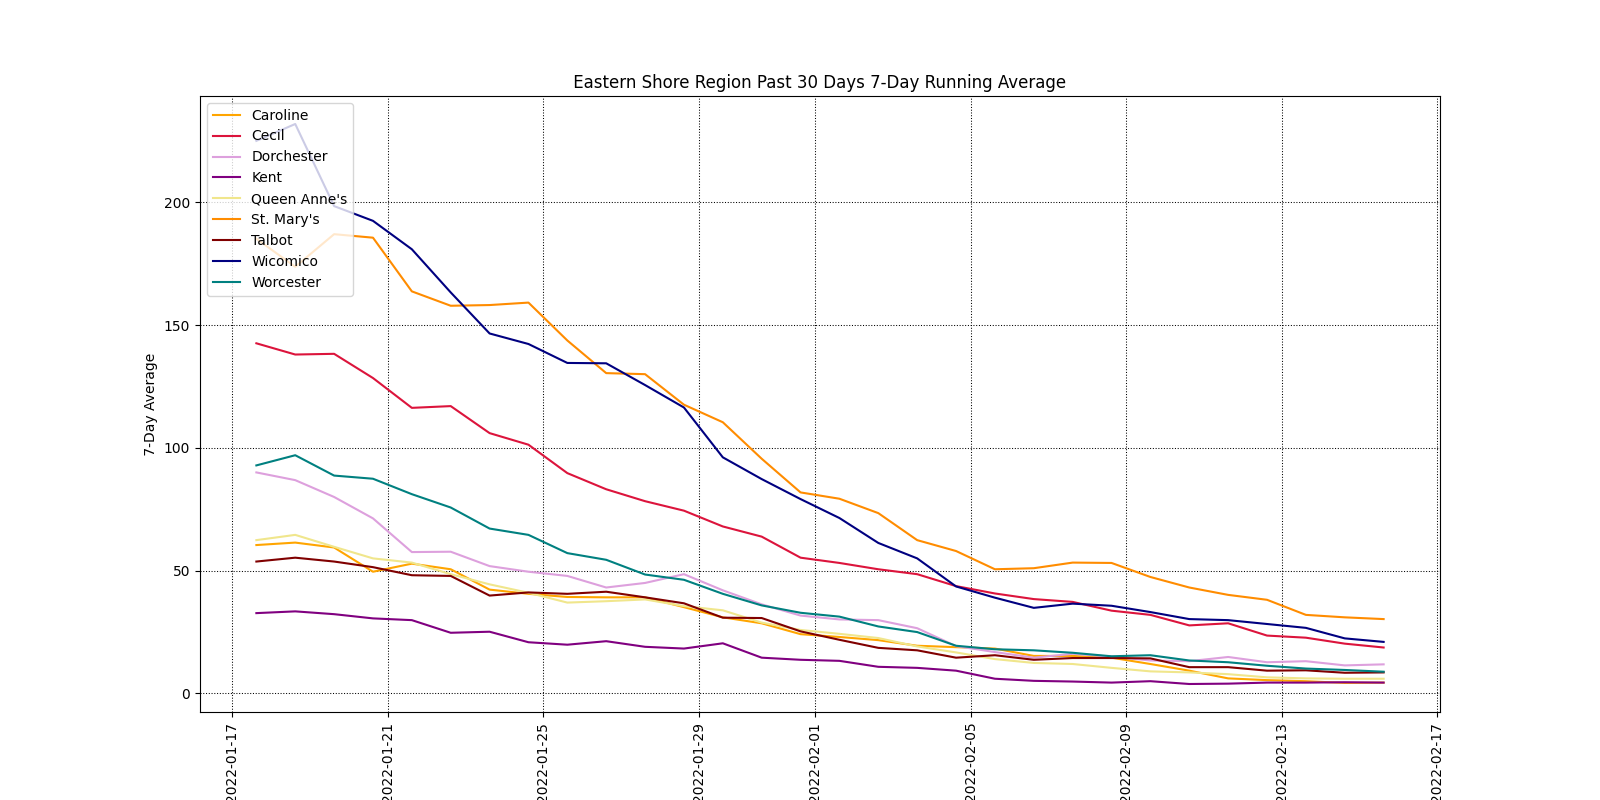 Eastern Shore Region Past 30 Days 7-Day Running Average
Caroline
Cecil
Dorchester
Kent
Queen Anne's
St. Mary's
Talbot
Wicomico
Worcester
7-Day Average
200
150
100
50
0
2022-01-17
2022-01-21
2022-01-25
2022-01-29
2022-02-01
2022-02-05
2022-02-09
2022-02-13
2022-02-17